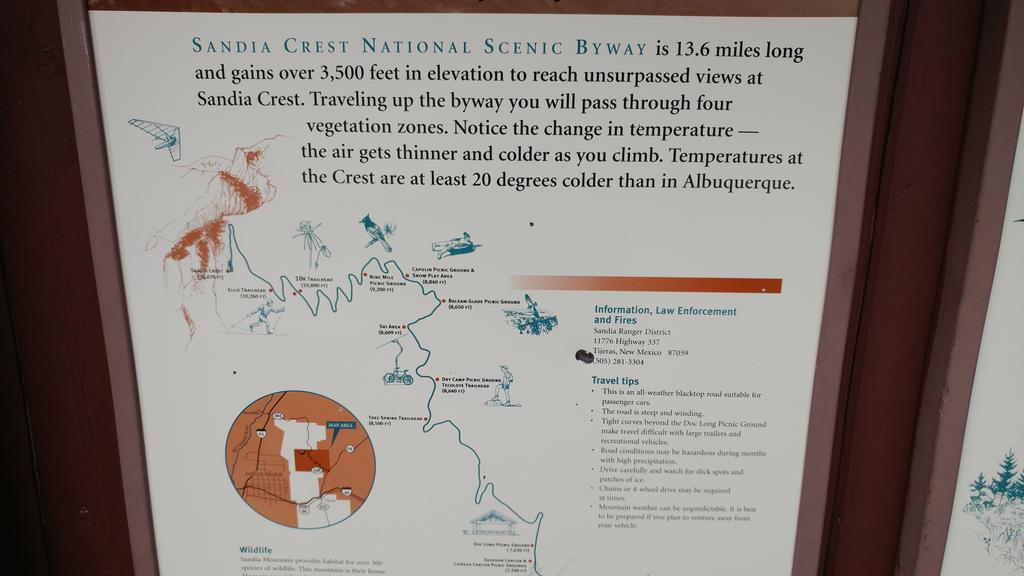 SANDIA CREST NATIONAL SCENIC BYWAY is 13.6 miles long
and gains over 3,500 feet in elevation to reach unsurpassed views at
Sandia Crest. Traveling up the byway you will pass through four
vegetation zones. Notice the change in temperature —
the air gets thinner and colder as you climb. Temperatures at
the Crest are at least 20 degrees colder than in Albuquerque.
SANDIA CREST
ELLIS TRAILHEAD
(10,260 FT)
10K TRAILHEAD
(10,000 FT)
NINE MILE
PICNIC GROUND
(9,200 FT)
CAPULIN PICNIC GROUND &
SNOW PLAY AREA
(8,840 FT)
BALSAM GLADE PICNIC GROUND
(8,650 FT)
SKI AREA
(8,609 FT)
DRY CAMP PICNIC GROUND
TECOLOTE TRAILHEAD
(8,640 FT)
TREE SPRING TRAILHEAD
(8,500 FT)
DOC LONG PICNIC GROUND
(7,630 FT)
SULPHUR CANYON &
CIENEGA CANYON PICNIC GROUNDS
MAP AREA
ALBUQUERQUE
Information, Law Enforcement
and Fires
Sandia Ranger District
11776 Highway 337
Tijeras, New Mexico 87059
(505) 281-3304
Travel tips
• This is an all-weather blacktop road suitable for
passenger cars.
• The road is steep and winding.
• Tight curves beyond the Doc Long Picnic Ground
make travel difficult with large trailers and
recreational vehicles.
• Road conditions may be hazardous during months
with high precipitation.
• Drive carefully and watch for slick spots and
patches of ice.
• Chains or 4-wheel drive may be required
at times.
• Mountain weather can be unpredictable. It is best
to be prepared if you plan to venture away from
your vehicle.
Wildlife
Sandia Mountain provides habitat for over 300
species of wildlife. This mountain is their home.